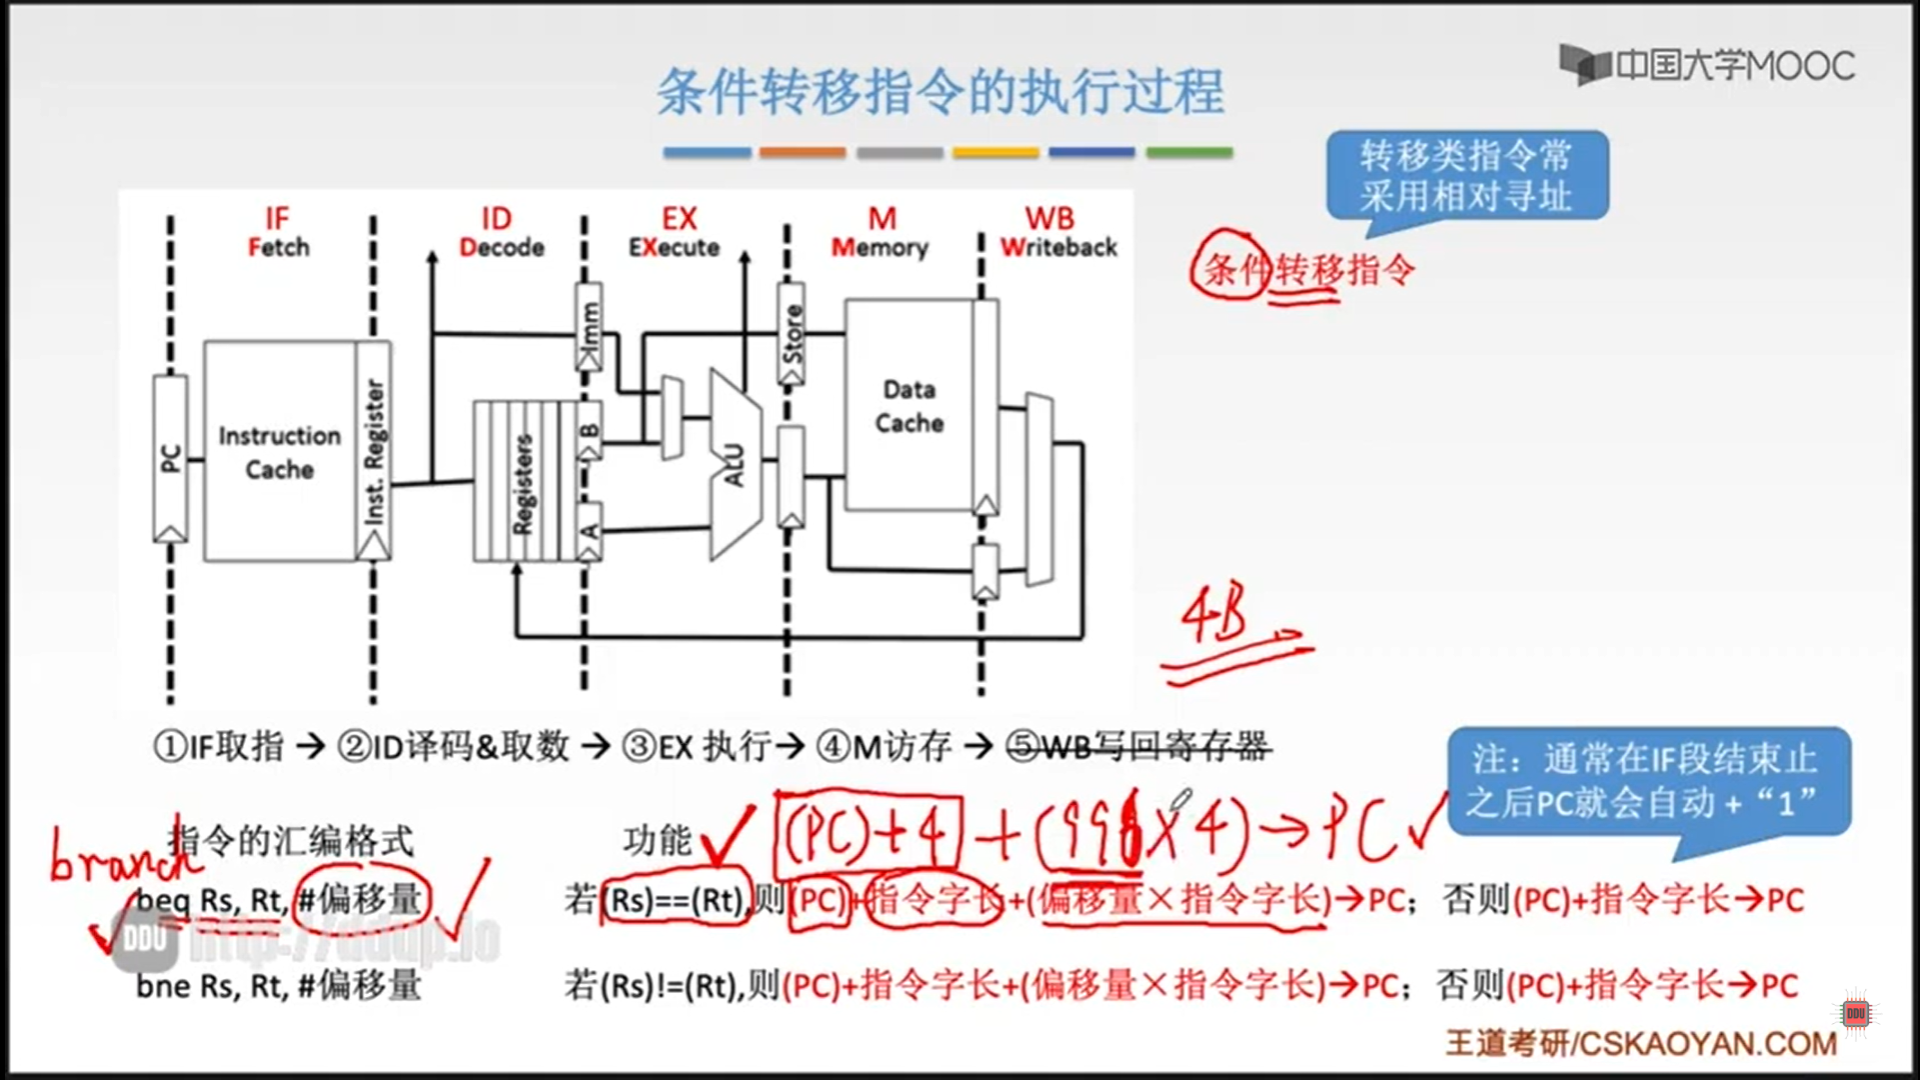 中国大学MOOC
条件转移指令的执行过程
转移类指令常
采用相对寻址
条件转移指令
IF ID EX M WB
Fetch Decode EXecute Memory Writeback
PC
Instruction
Cache
Inst. Register
Registers
Imm
B
A
ALU
Store
Data
Cache
4B
①IF取指 → ②ID译码&取数 → ③EX 执行→ ④M访存 → ⑤WB写回寄存器
注：通常在IF段结束止
之后PC就会自动 + “1”
指令的汇编格式 功能
(PC)+4 + (998×4)→PC
branch
beq Rs, Rt, #偏移量 若(Rs)==(Rt),则(PC)+指令字长+(偏移量×指令字长)→PC；否则(PC)+指令字长→PC
DDU http://ddup.io
bne Rs, Rt, #偏移量 若(Rs)!=(Rt),则(PC)+指令字长+(偏移量×指令字长)→PC；否则(PC)+指令字长→PC
DDU
王道考研/CSKAOYAN.COM